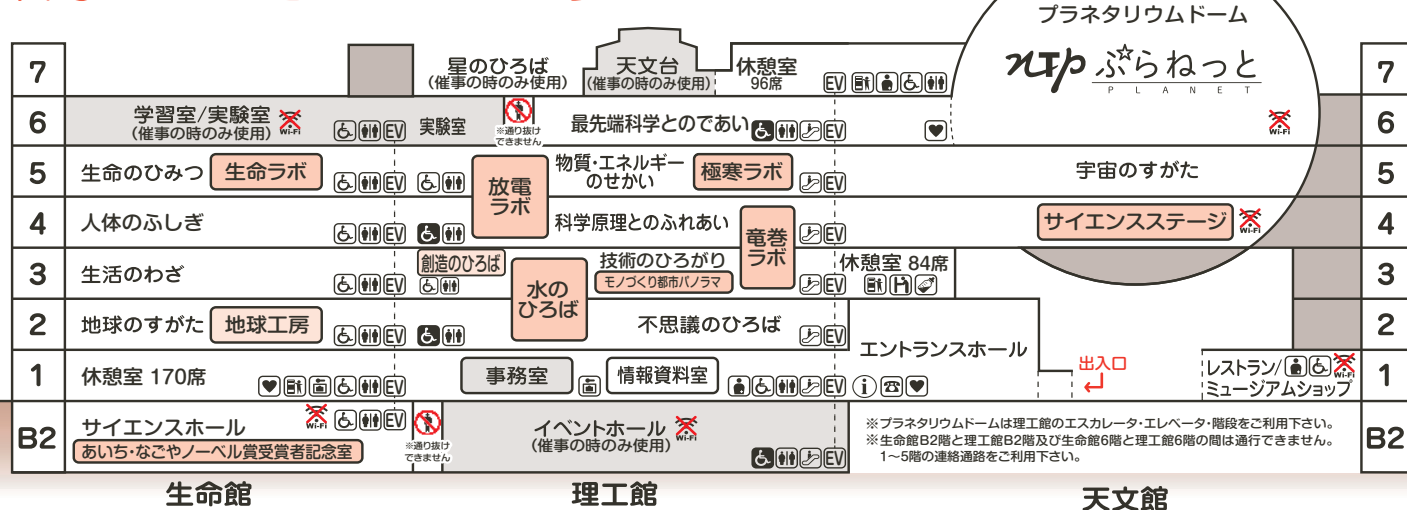 プラネタリウムドーム
NTPぷらねっと
PLANET
7
星のひろば
(催事の時のみ使用)
天文台
(催事の時のみ使用)
休憩室
96席
EV
7
6
学習室/実験室
(催事の時のみ使用)
Wi-Fi
EV
実験室
※通り抜け
できません
最先端科学とのであい
EV
Wi-Fi
6
5
生命のひみつ
生命ラボ
EV
放電
ラボ
物質・エネルギー
のせかい
極寒ラボ
EV
宇宙のすがた
5
4
人体のふしぎ
EV
科学原理とのふれあい
竜巻
ラボ
EV
サイエンスステージ
Wi-Fi
4
3
生活のわざ
EV
創造のひろば
水の
ひろば
技術のひろがり
モノづくり都市パノラマ
EV
休憩室 84席
3
2
地球のすがた
地球工房
EV
不思議のひろば
EV
エントランスホール
2
1
休憩室 170席
EV
事務室
情報資料室
EV
出入口
レストラン/
ミュージアムショップ
Wi-Fi
1
B2
サイエンスホール
Wi-Fi
EV
あいち・なごやノーベル賞受賞者記念室
※通り抜け
できません
イベントホール
(催事の時のみ使用)
Wi-Fi
EV
※プラネタリウムドームは理工館のエスカレータ・エレベータ・階段をご利用下さい。
※生命館B2階と理工館B2階及び生命館6階と理工館6階の間は通行できません。
1〜5階の連絡通路をご利用下さい。
B2
生命館
理工館
天文館